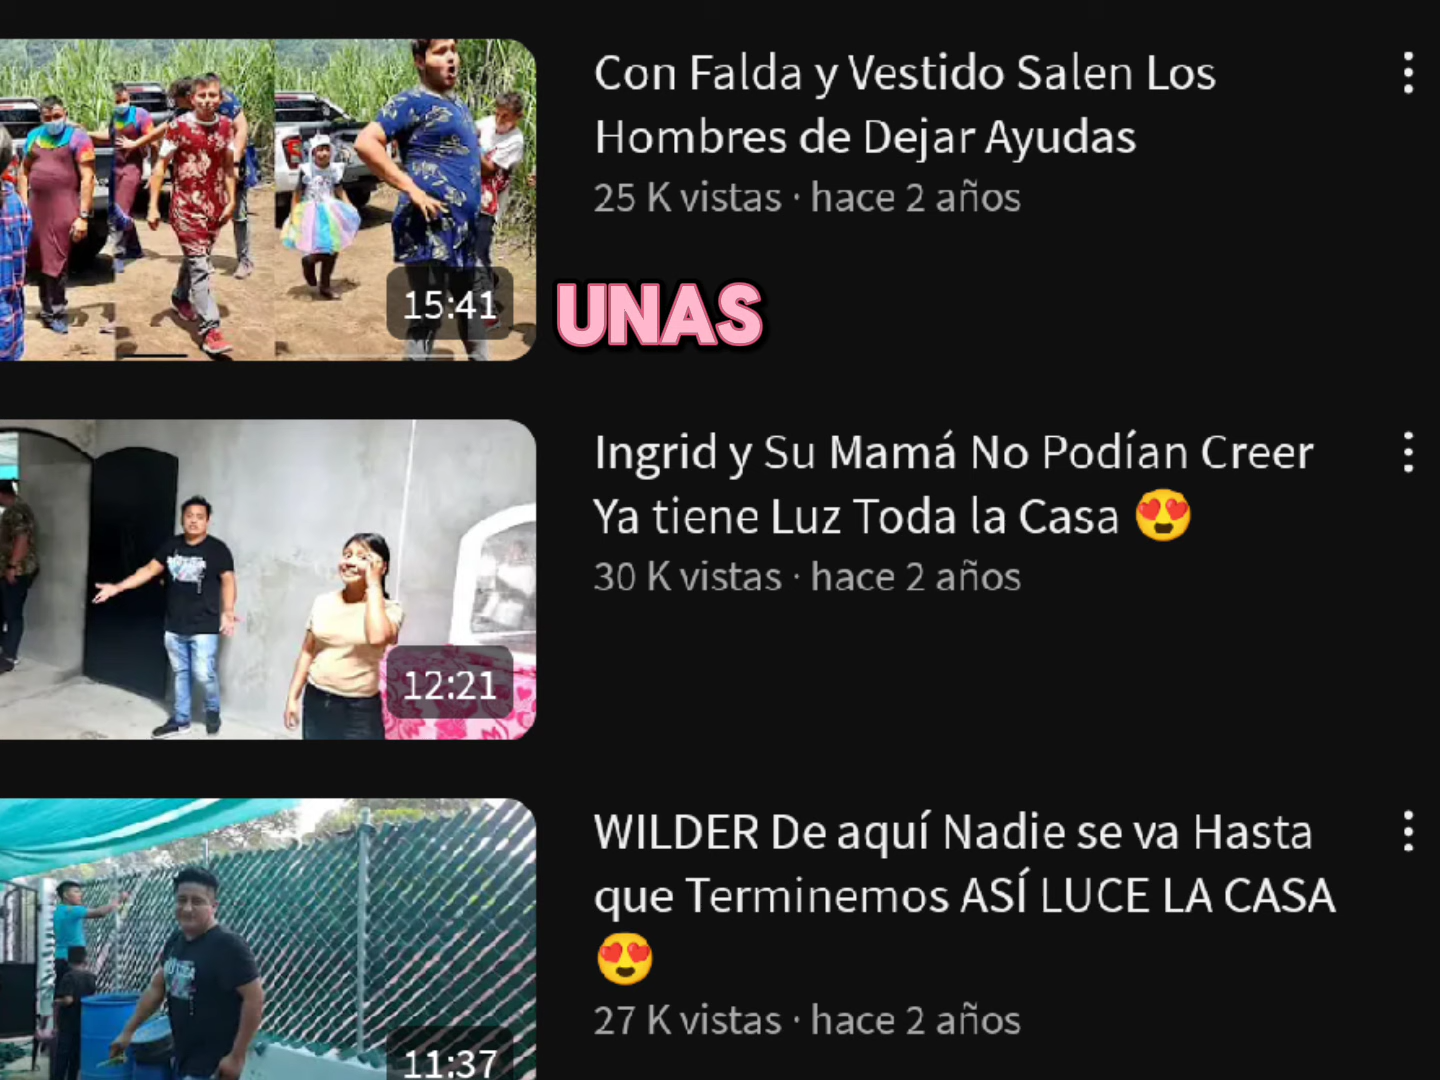 Con Falda y Vestido Salen Los
Hombres de Dejar Ayudas
25 K vistas · hace 2 años
15:41
UNAS
Ingrid y Su Mamá No Podían Creer
Ya tiene Luz Toda la Casa 😍
30 K vistas · hace 2 años
12:21
WILDER De aquí Nadie se va Hasta
que Terminemos ASÍ LUCE LA CASA
😍
27 K vistas · hace 2 años
11:37